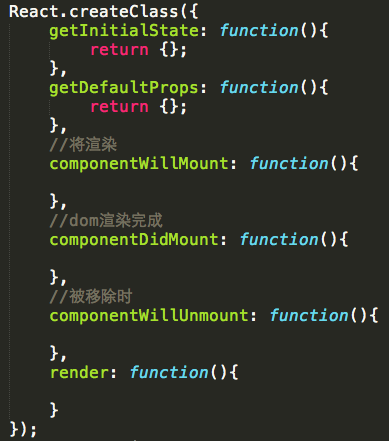 React.createClass({
    getInitialState: function(){
        return {};
    },
    getDefaultProps: function(){
        return {};
    },
    //将渲染
    componentWillMount: function(){

    },
    //dom渲染完成
    componentDidMount: function(){

    },
    //被移除时
    componentWillUnmount: function(){

    },
    render: function(){

    }
});